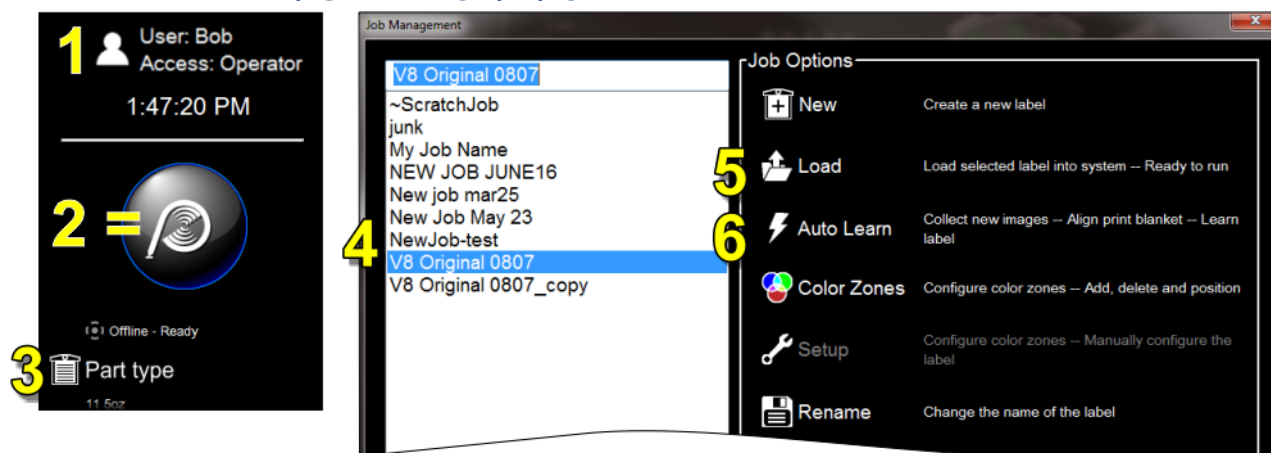 1
User: Bob
Access: Operator
1:47:20 PM
2 =
Offline - Ready
3
Part type
11.5oz
Job Management
X
V8 Original 0807
~ScratchJob
junk
My Job Name
NEW JOB JUNE16
New job mar25
New Job May 23
NewJob-test
V8 Original 0807
V8 Original 0807_copy
4
Job Options
New
Create a new label
5
Load
Load selected label into system -- Ready to run
6
Auto Learn
Collect new images -- Align print blanket -- Learn
label
Color Zones
Configure color zones -- Add, delete and position
Setup
Configure color zones -- Manually configure the
label
Rename
Change the name of the label